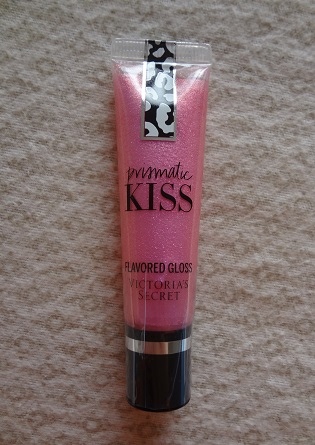 prismatic
KISS
FLAVORED GLOSS
VICTORIA'S
SECRET